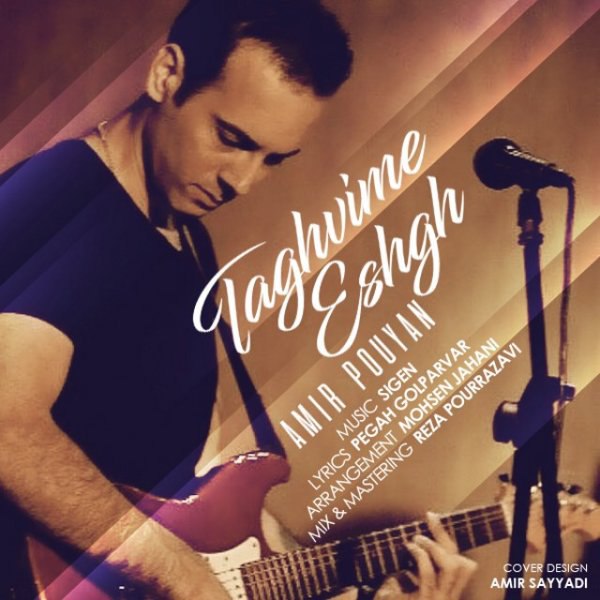 Taghvime
Eshgh
AMIR POUYAN
MUSIC SIGEN
LYRICS PEGAH GOLPARVAR
ARRANGEMENT MOHSEN JAHANI
MIX & MASTERING REZA POURRAZAVI
COVER DESIGN
AMIR SAYYADI